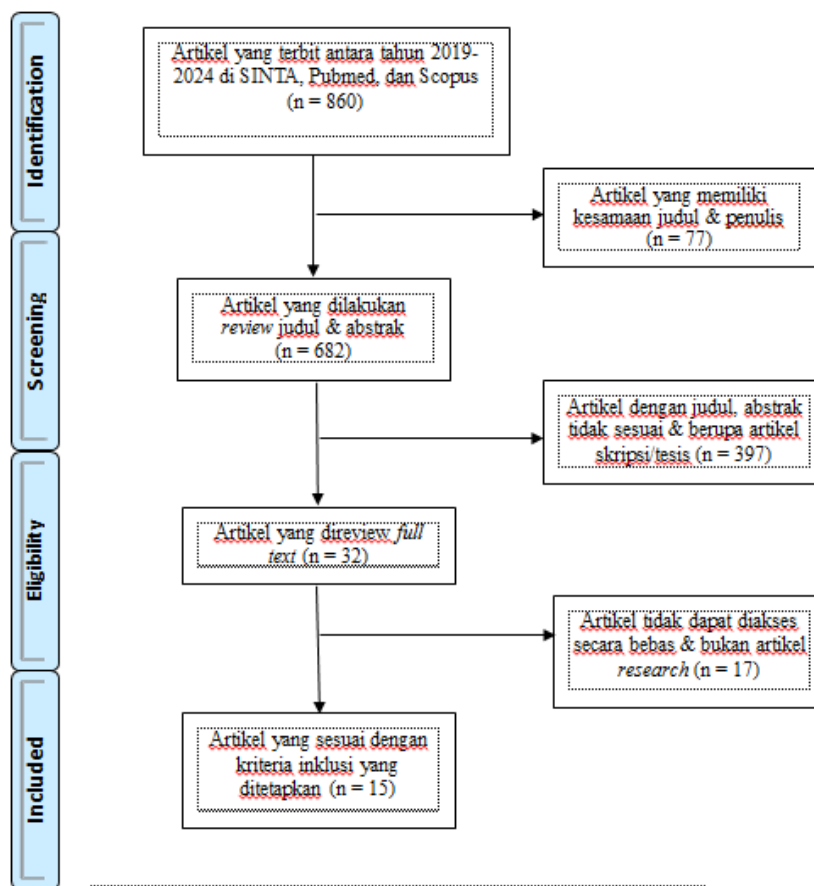 Identification
Artikel yang terbit antara tahun 2019-
2024 di SINTA, Pubmed, dan Scopus
(n = 860)
Artikel yang memiliki
kesamaan judul & penulis
(n = 77)
Screening
Artikel yang dilakukan
review judul & abstrak
(n = 682)
Artikel dengan judul, abstrak
tidak sesuai & berupa artikel
skripsi/tesis (n = 397)
Eligibility
Artikel yang direview full
text (n = 32)
Artikel tidak dapat diakses
secara bebas & bukan artikel
research (n = 17)
Included
Artikel yang sesuai dengan
kriteria inklusi yang
ditetapkan (n = 15)